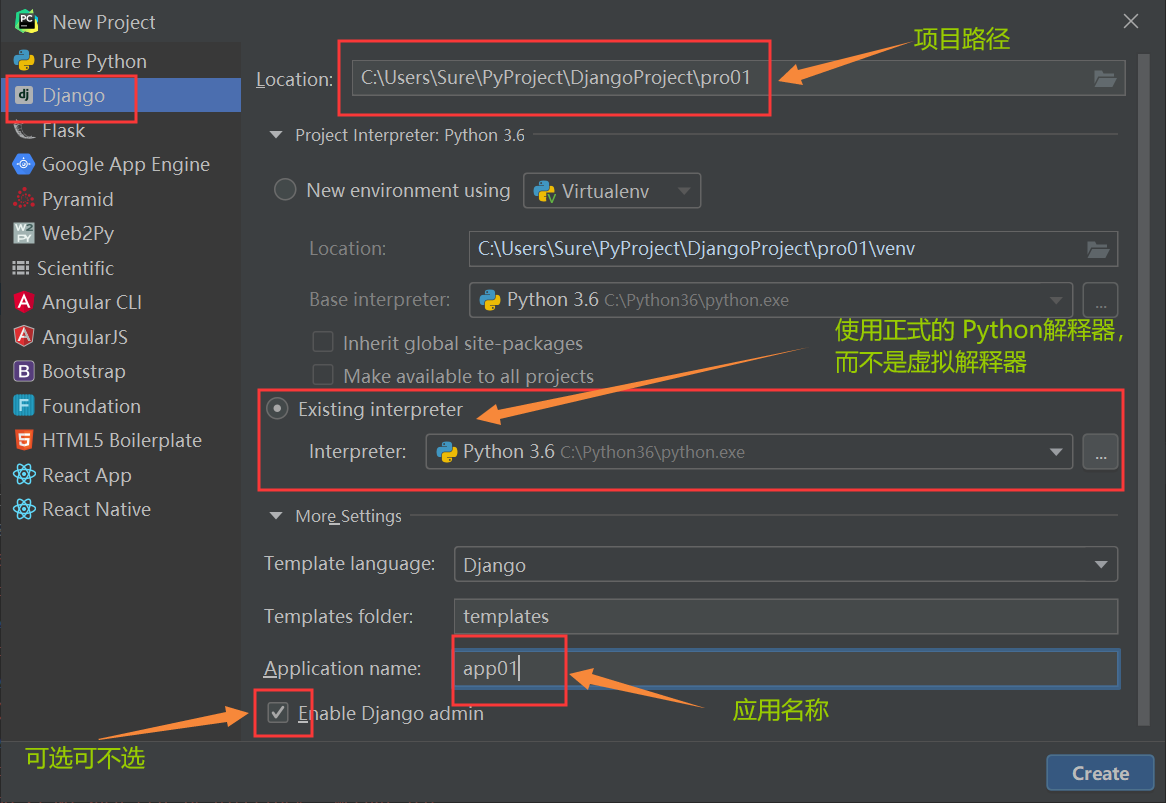 New Project
Pure Python
Django
Flask
Google App Engine
Pyramid
Web2Py
Scientific
Angular CLI
AngularJS
Bootstrap
Foundation
HTML5 Boilerplate
React App
React Native
项目路径
Location: C:\Users\Sure\PyProject\DjangoProject\pro01
Project Interpreter: Python 3.6
New environment using Virtualenv
Location: C:\Users\Sure\PyProject\DjangoProject\pro01\venv
Base interpreter: Python 3.6 C:\Python36\python.exe ...
使用正式的 Python解释器,
而不是虚拟解释器
Inherit global site-packages
Make available to all projects
Existing interpreter
Interpreter: Python 3.6 C:\Python36\python.exe ...
More Settings
Template language: Django
Templates folder: templates
Application name: app01
应用名称
Enable Django admin
可选可不选
Create